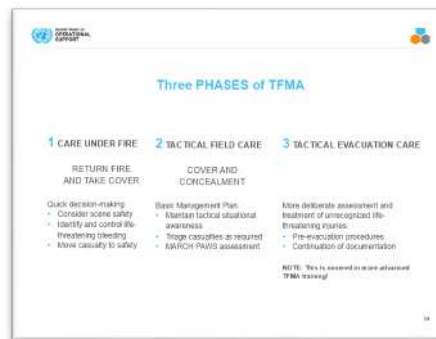 OPERATIONAL
SUPPORT
Three PHASES of TFMA
1 CARE UNDER FIRE
RETURN FIRE
AND TAKE COVER
Quick decision-making
• Consider scene safety
• Identify and control life-
threatening bleeding
• Move casualty to safety
2 TACTICAL FIELD CARE
COVER AND
CONCEALMENT
Basic Management Plan
• Maintain tactical situational
awareness
• Triage casualties as required
• MARCH PAWS assessment
3 TACTICAL EVACUATION CARE
More deliberate assessment and
treatment of unrecognized life-
threatening injuries
• Pre-evacuation procedures
• Continuation of documentation
NOTE: This is covered in more advanced
TFMA training!